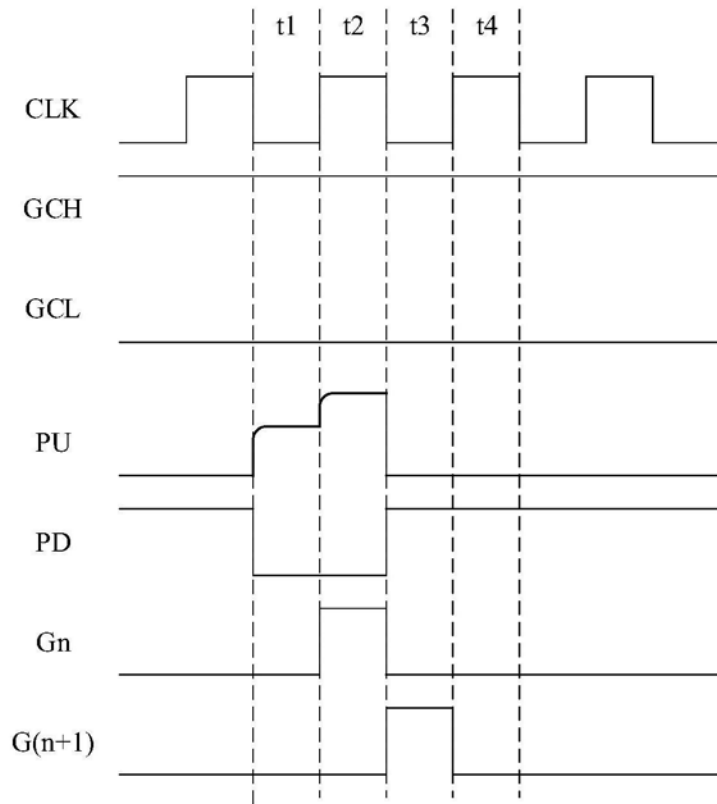 t1 t2 t3 t4
CLK
GCH
GCL
PU
PD
Gn
G(n+1)